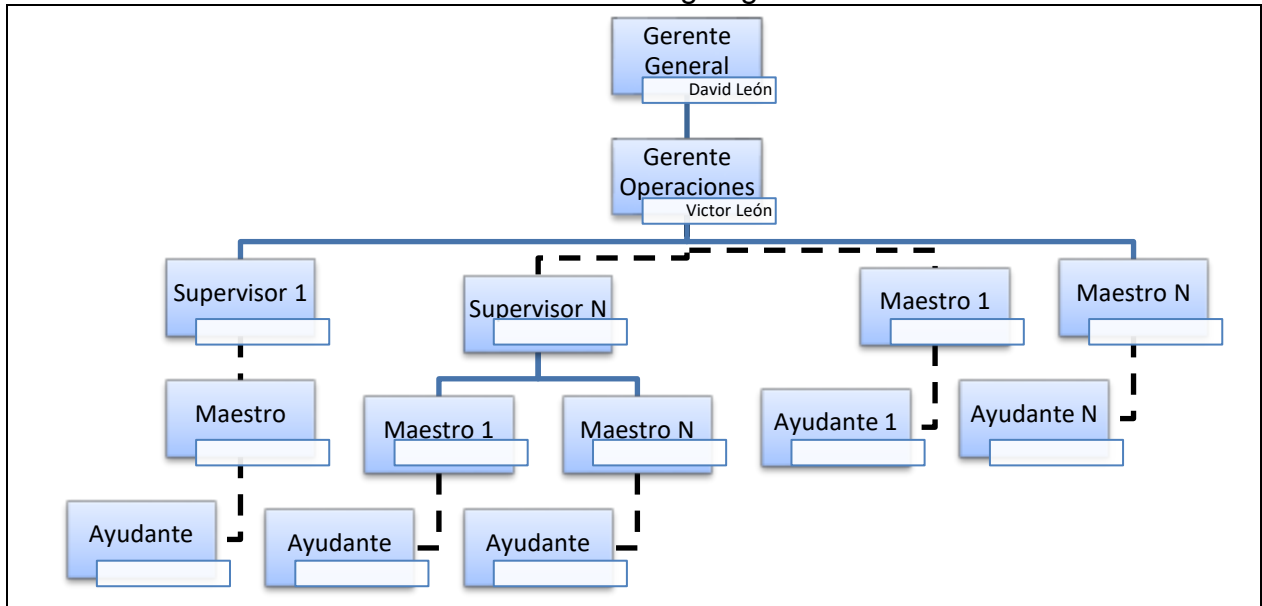 Gerente
General
David León
Gerente
Operaciones
Victor León
Supervisor 1
Supervisor N
Maestro 1
Maestro N
Maestro
Maestro 1
Maestro N
Ayudante 1
Ayudante N
Ayudante
Ayudante
Ayudante